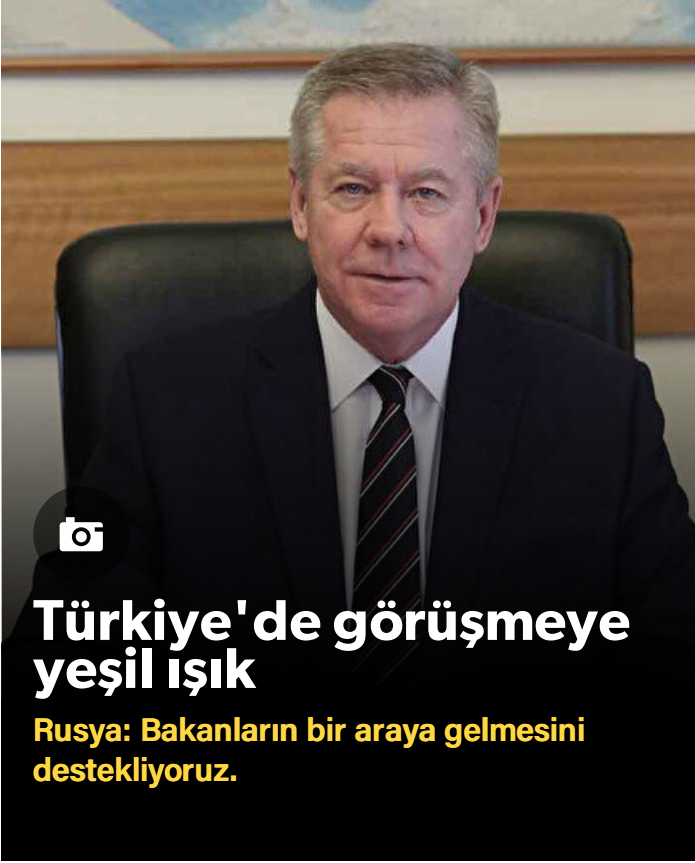 Türkiye'de görüşmeye
yeşil ışık
Rusya: Bakanların bir araya gelmesini
destekliyoruz.